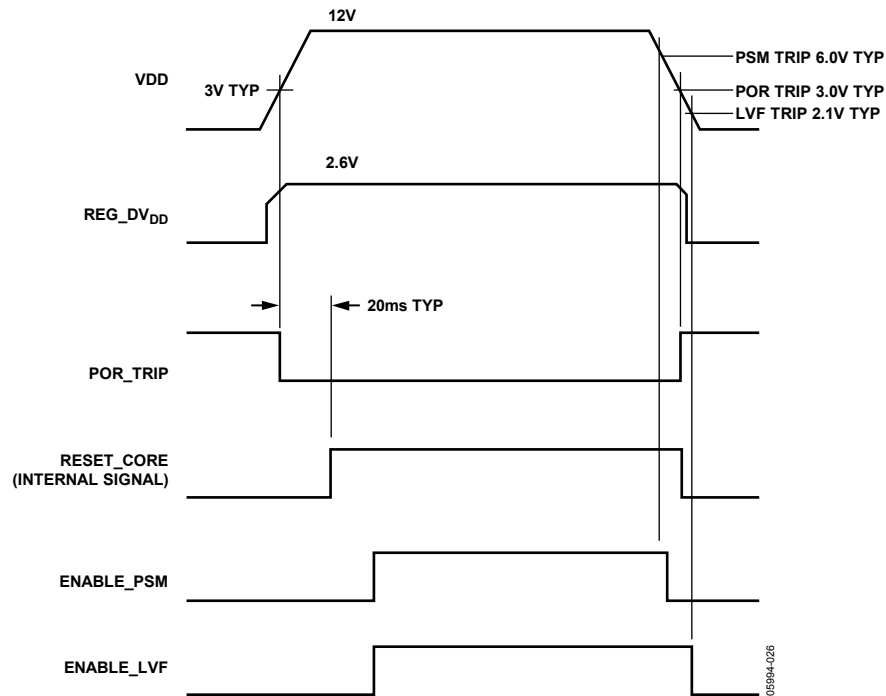 12V
VDD
3V TYP
PSM TRIP 6.0V TYP
POR TRIP 3.0V TYP
LVF TRIP 2.1V TYP
2.6V
REG_DVDD
20ms TYP
POR_TRIP
RESET_CORE
(INTERNAL SIGNAL)
ENABLE_PSM
ENABLE_LVF
05994-026